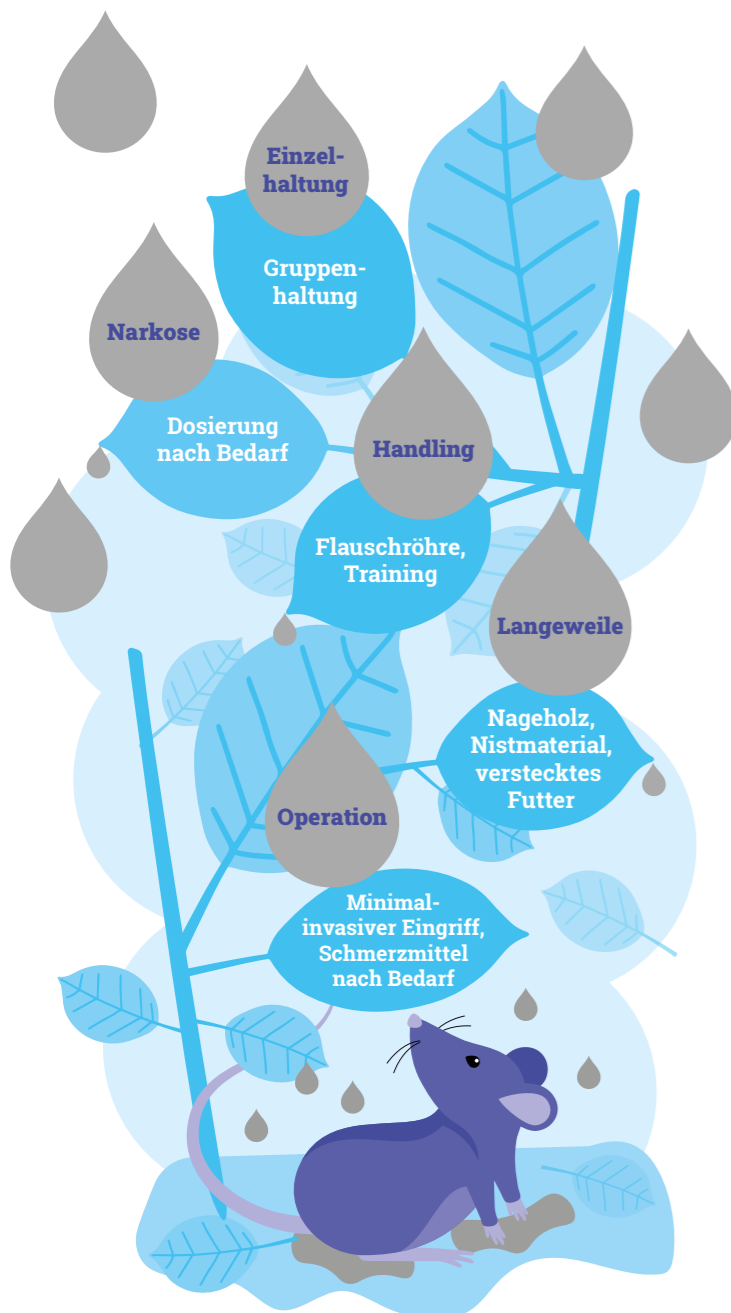 Einzel-
haltung
Gruppen-
haltung
Narkose
Dosierung
nach Bedarf
Handling
Flauschröhre,
Training
Langeweile
Nageholz,
Nistmaterial,
verstecktes
Futter
Operation
Minimal-
invasiver Eingriff,
Schmerzmittel
nach Bedarf